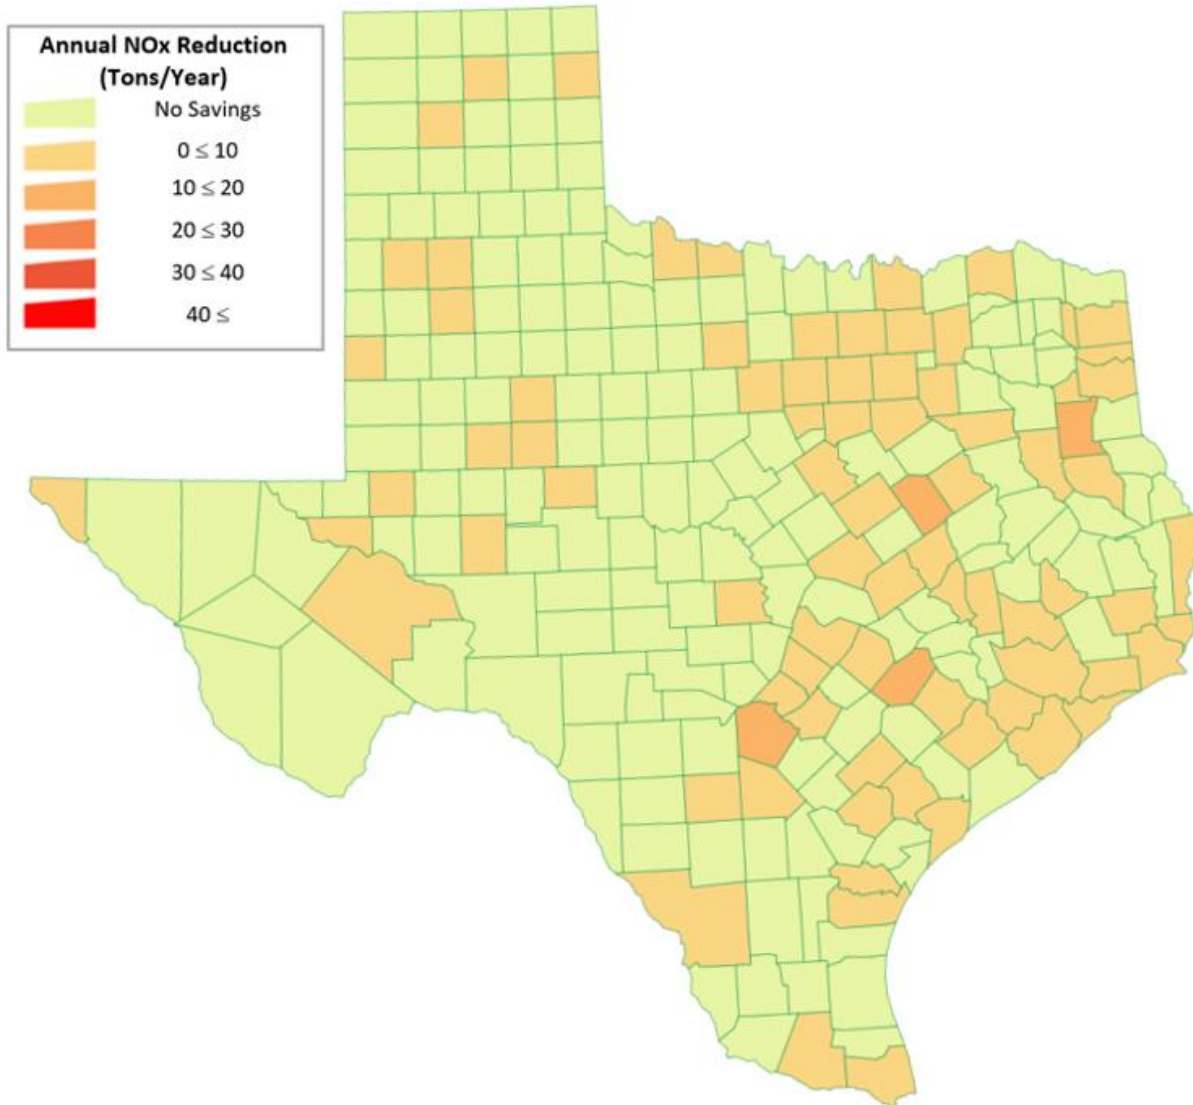 Annual NOx Reduction
(Tons/Year)
No Savings
0 ≤ 10
10 ≤ 20
20 ≤ 30
30 ≤ 40
40 ≤